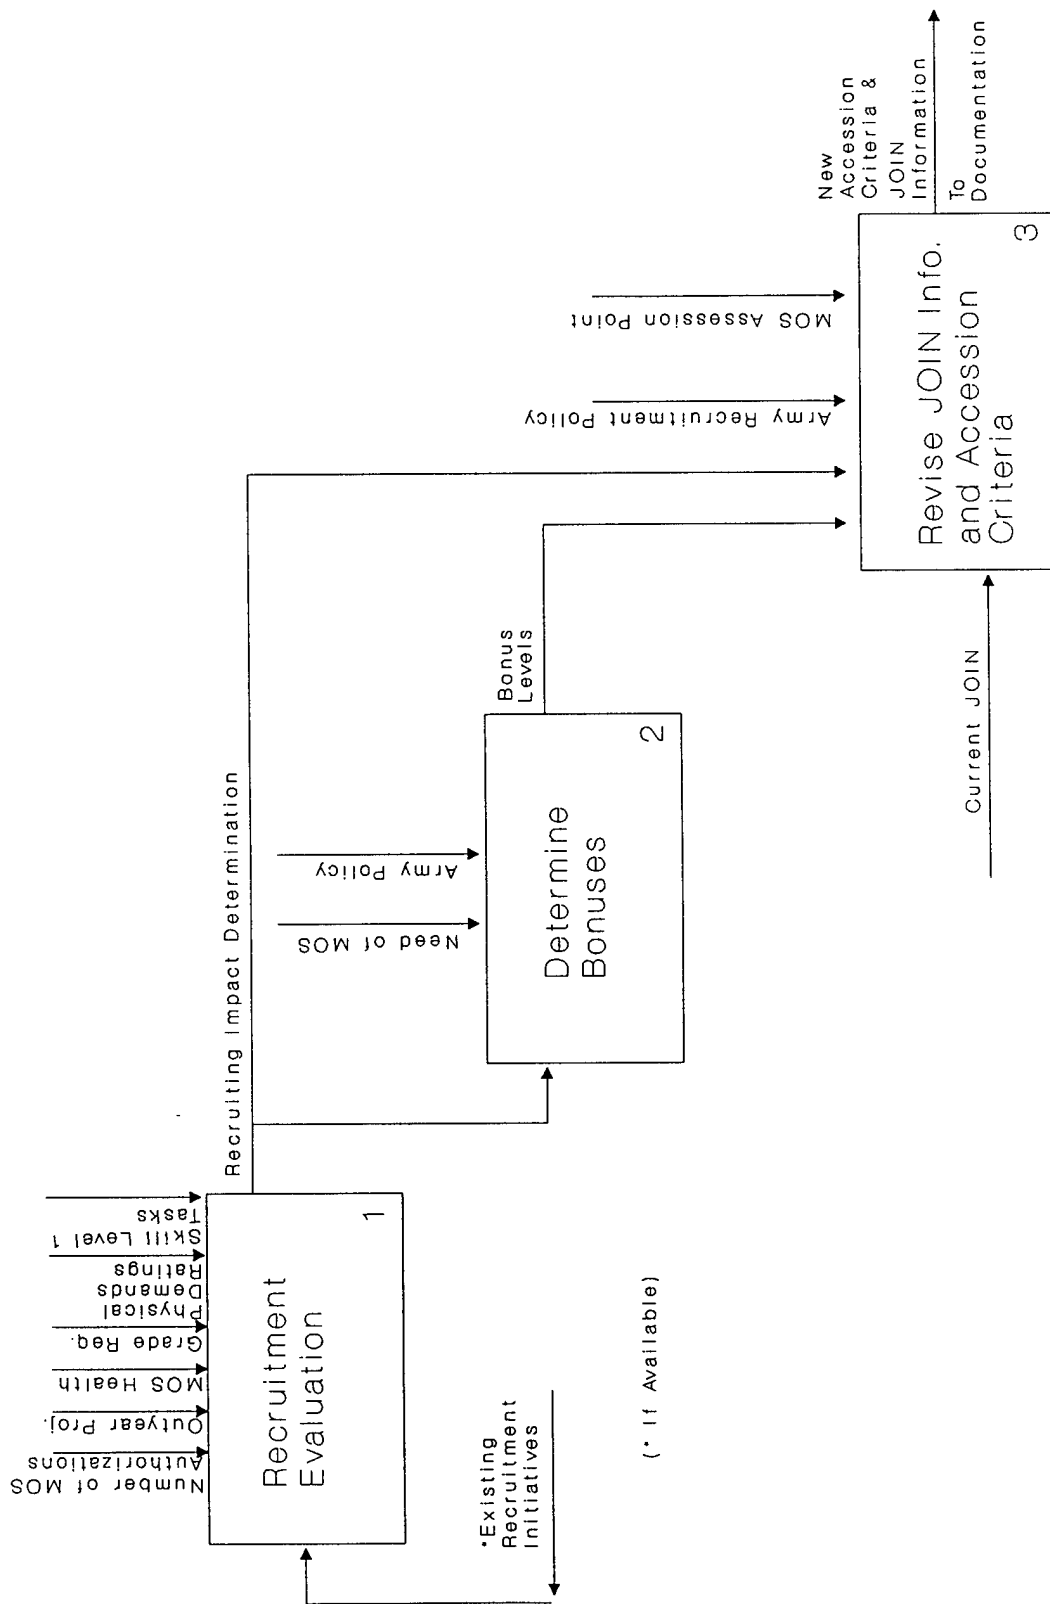 Number of MOS
Authorizations
Outyear Proj.
MOS Health
Grade Req.
Physical
Demands
Ratings
Skill Level 1
Tasks
Recruitment
Evaluation
1
*Existing
Recruitment
Initiatives
(* If Available)
Recruiting Impact Determination
Need of MOS
Army Policy
Determine
Bonuses
2
Bonus
Levels
Army Recruitment Policy
MOS Assession Point
Current JOIN
Revise JOIN Info.
and Accession
Criteria
3
New
Accession
Criteria &
JOIN
Information
To
Documentation